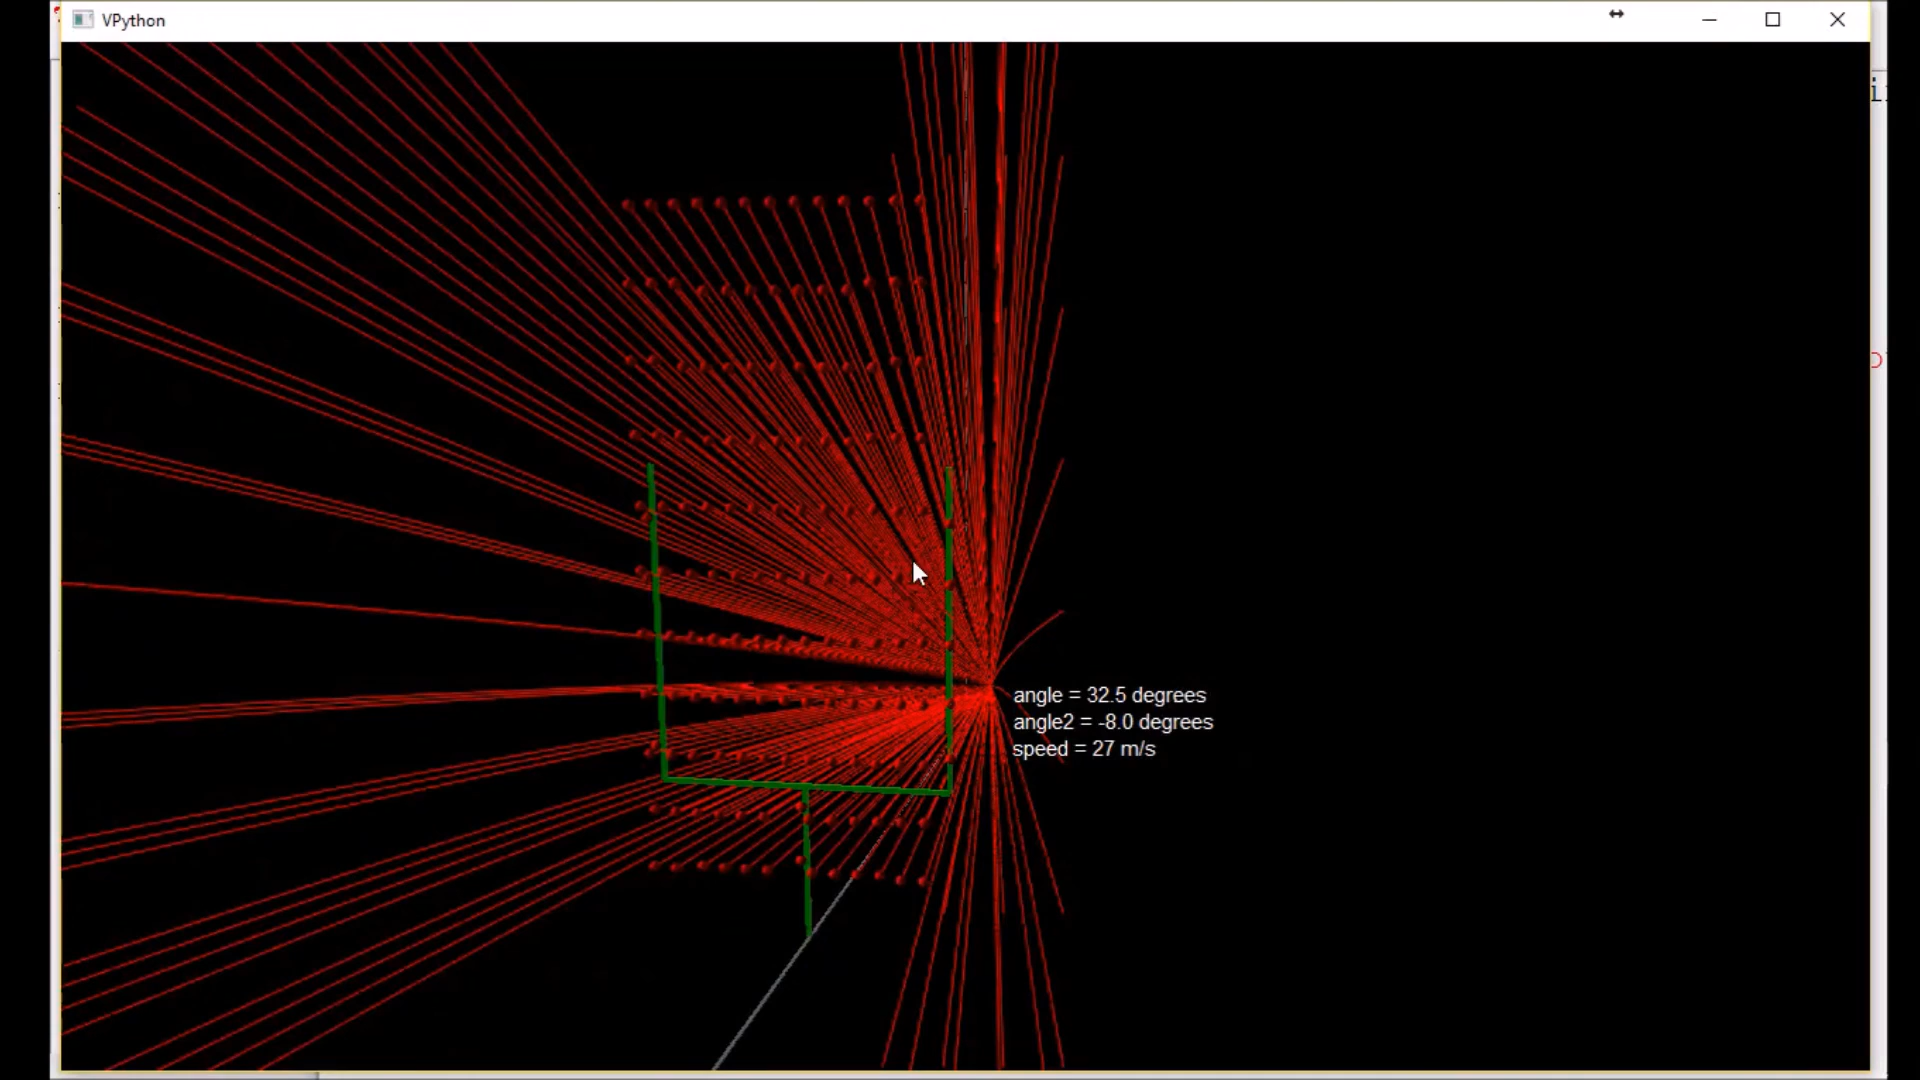 VPython
angle = 32.5 degrees
angle2 = -8.0 degrees
speed = 27 m/s